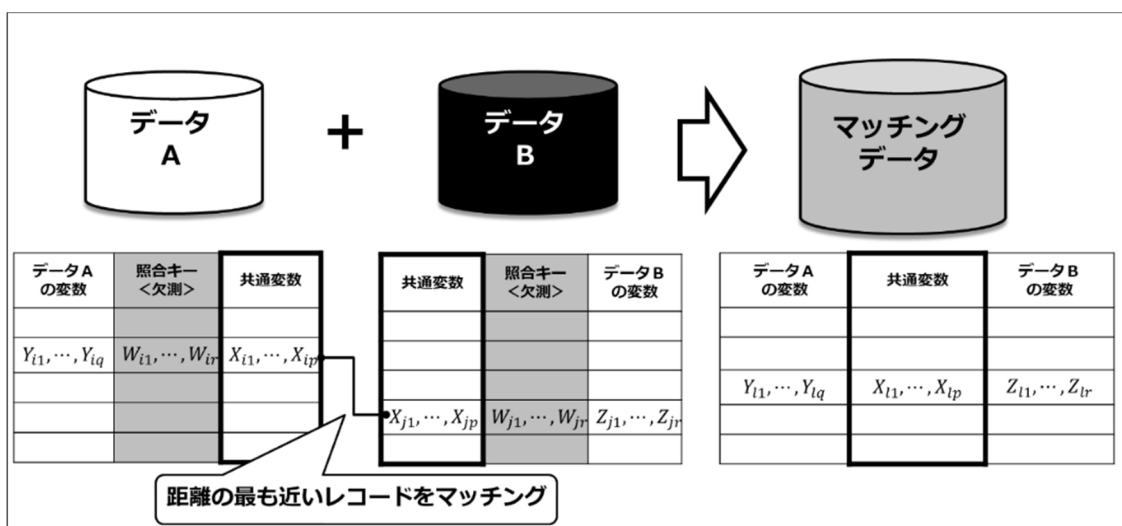 データ
A
+
データ
B
マッチング
データ
データA
の変数
照合キー
<欠測>
共通変数
Y_{i1},⋯,Y_{iq}
W_{i1},⋯,W_{ir}
X_{i1},⋯,X_{ip}
共通変数
照合キー
<欠測>
データB
の変数
X_{j1},⋯,X_{jp}
W_{j1},⋯,W_{jr}
Z_{j1},⋯,Z_{jr}
データA
の変数
共通変数
データB
の変数
Y_{l1},⋯,Y_{lq}
X_{l1},⋯,X_{lp}
Z_{l1},⋯,Z_{lr}
距離の最も近いレコードをマッチング